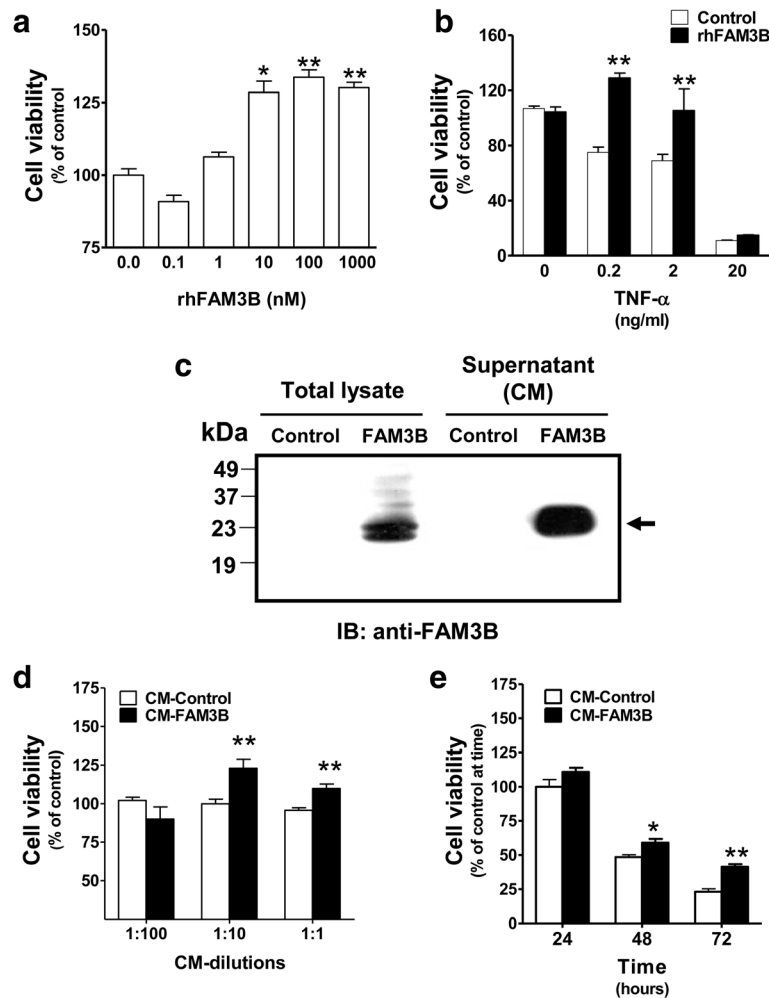 a
150
125
100
75
Cell viability
(% of control)
* ** **
0.0 0.1 1 10 100 1000
rhFAM3B (nM)
b
Control
rhFAM3B
160
120
80
40
0
Cell viability
(% of control)
** **
0 0.2 2 20
TNF-α
(ng/ml)
c
Total lysate
Supernatant
(CM)
kDa
Control FAM3B Control FAM3B
49
37
23
19
IB: anti-FAM3B
d
CM-Control
CM-FAM3B
175
150
125
100
75
50
Cell viability
(% of control)
** **
1:100 1:10 1:1
CM-dilutions
e
CM-Control
CM-FAM3B
175
150
125
100
75
50
25
0
Cell viability
(% of control at time)
* **
24 48 72
Time
(hours)